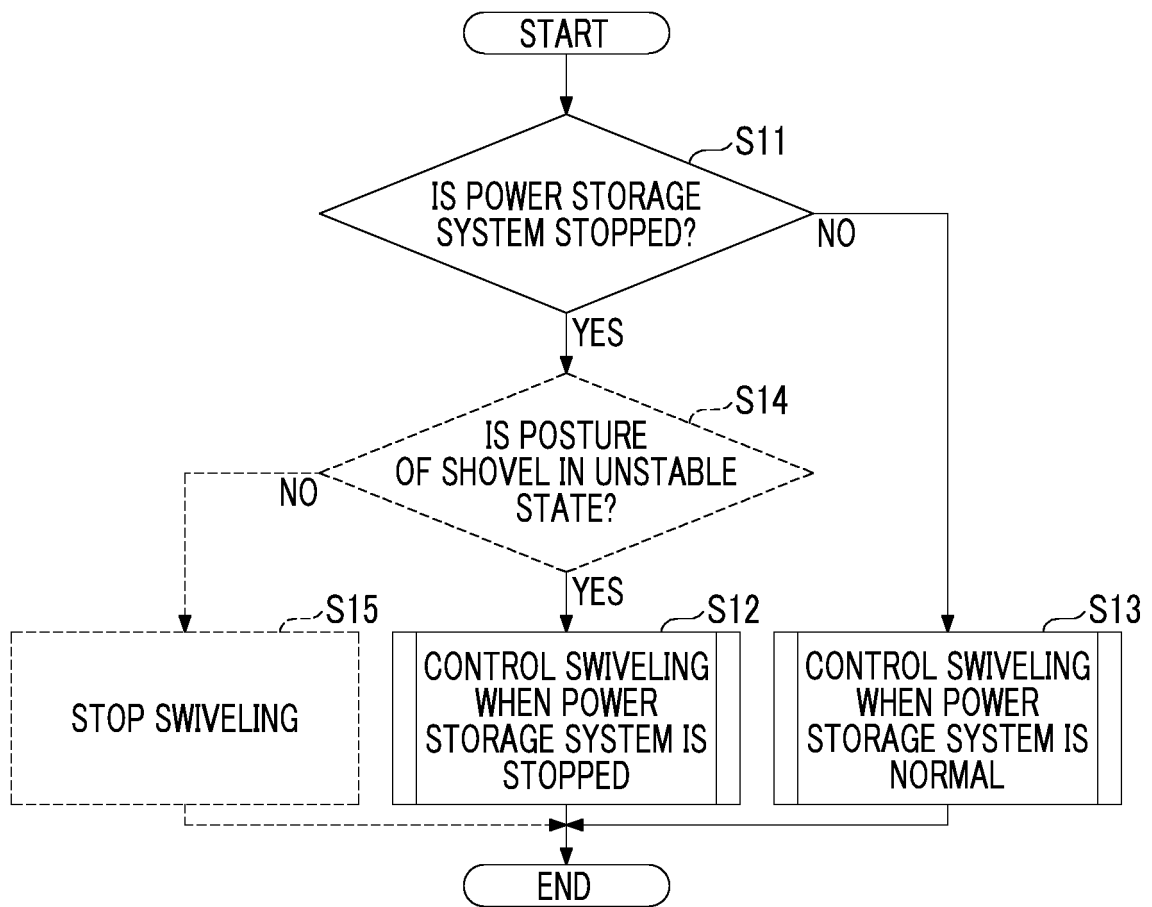 START
S11
IS POWER STORAGE
SYSTEM STOPPED?
NO
YES
S14
IS POSTURE
OF SHOVEL IN UNSTABLE
STATE?
NO
YES
S15
STOP SWIVELING
S12
CONTROL SWIVELING
WHEN POWER
STORAGE SYSTEM IS
STOPPED
S13
CONTROL SWIVELING
WHEN POWER
STORAGE SYSTEM IS
NORMAL
END